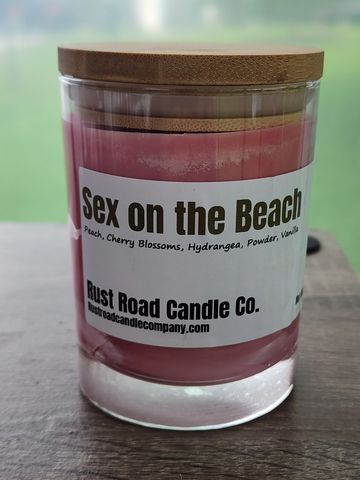 Sex on the Beach
Peach, Cherry Blossoms, Hydrangea, Powder, Vanilla
Rust Road Candle Co.
Rustroadcandlecompany.com